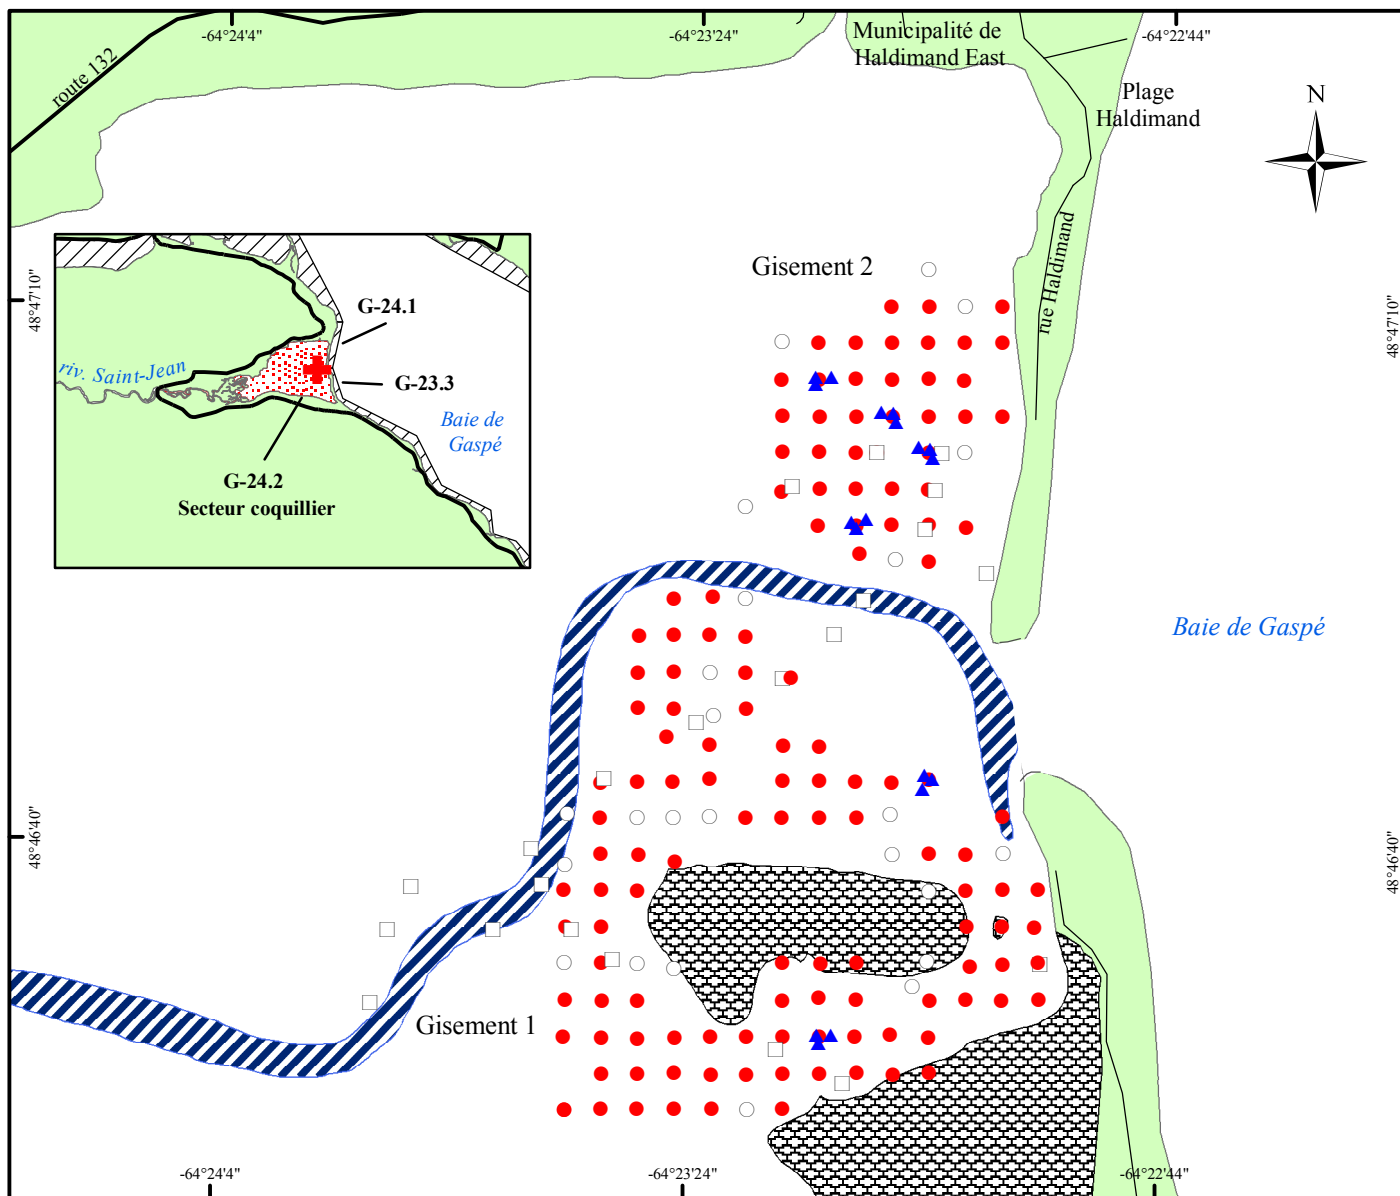 -64°24'4"
-64°23'24"
-64°22'44"
Municipalité de
Haldimand East
route 132
Plage
Haldimand
N
rue Haldimand
Gisement 2
48°47'10"
48°47'10"
G-24.1
riv. Saint-Jean
G-23.3
Baie de
Gaspé
G-24.2
Secteur coquillier
Baie de Gaspé
48°46'40"
48°46'40"
Gisement 1
-64°24'4"
-64°23'24"
-64°22'44"